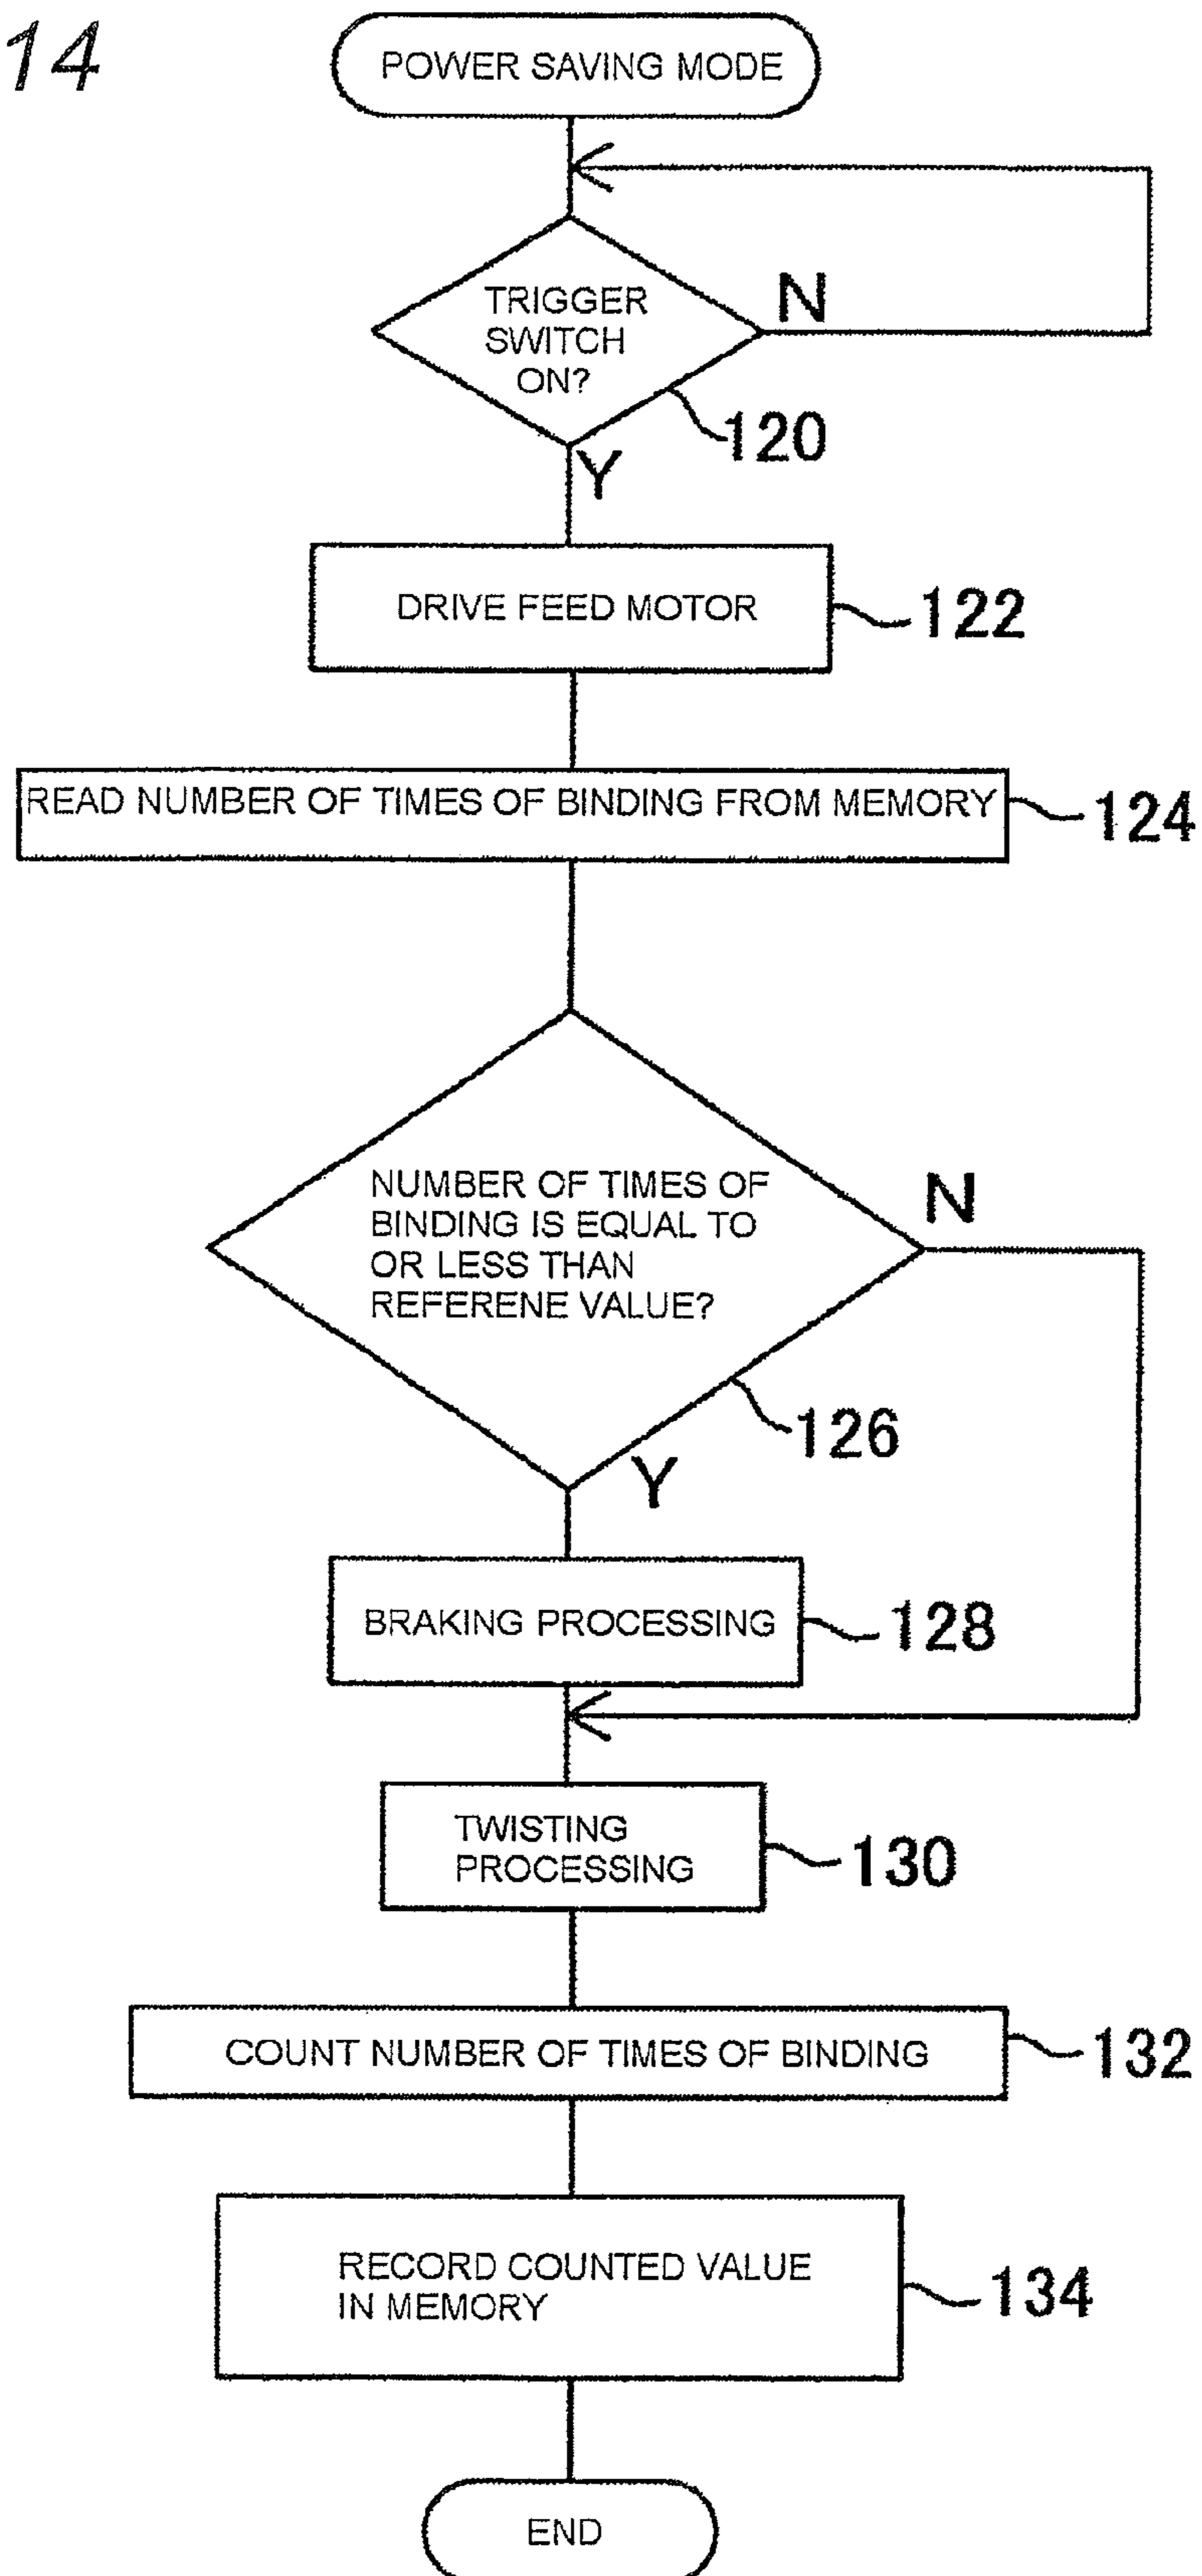 14
POWER SAVING MODE
TRIGGER
SWITCH
ON?
N
120
Y
DRIVE FEED MOTOR
122
READ NUMBER OF TIMES OF BINDING FROM MEMORY
124
NUMBER OF TIMES OF
BINDING IS EQUAL TO
OR LESS THAN
REFERENE VALUE?
N
126
Y
BRAKING PROCESSING
128
TWISTING
PROCESSING
130
COUNT NUMBER OF TIMES OF BINDING
132
RECORD COUNTED VALUE
IN MEMORY
134
END